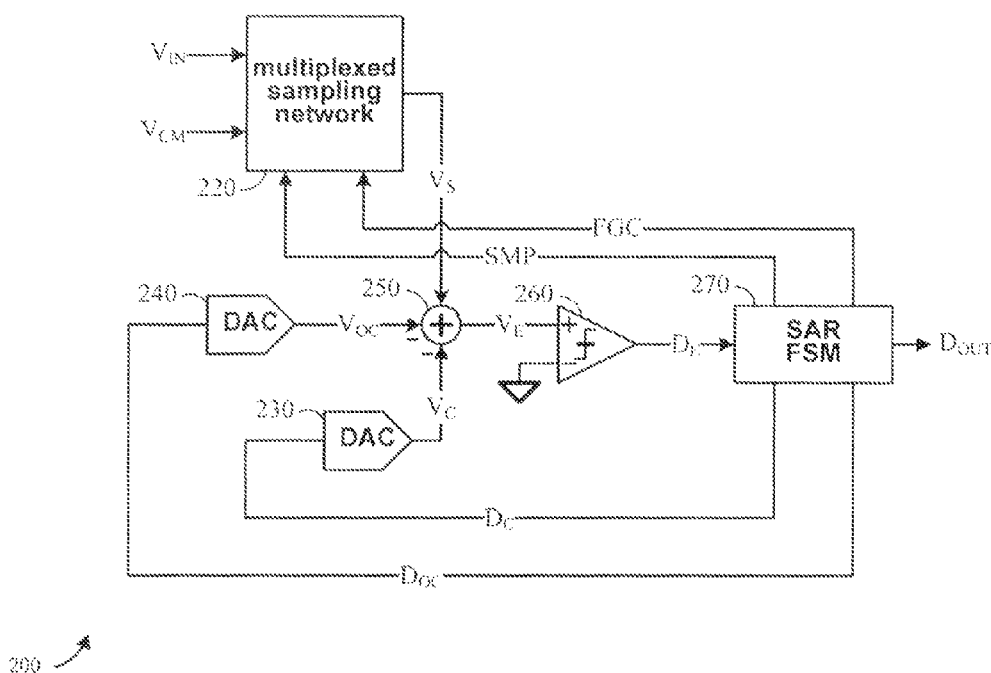 V_IN
V_CM
multiplexed
sampling
network
220
V_S
FGC
SMP
240
DAC
V_OC
250
+
−
−
V_E
260
+
−
D_E
270
SAR
FSM
D_OUT
230
DAC
V_C
D_C
D_OC
200